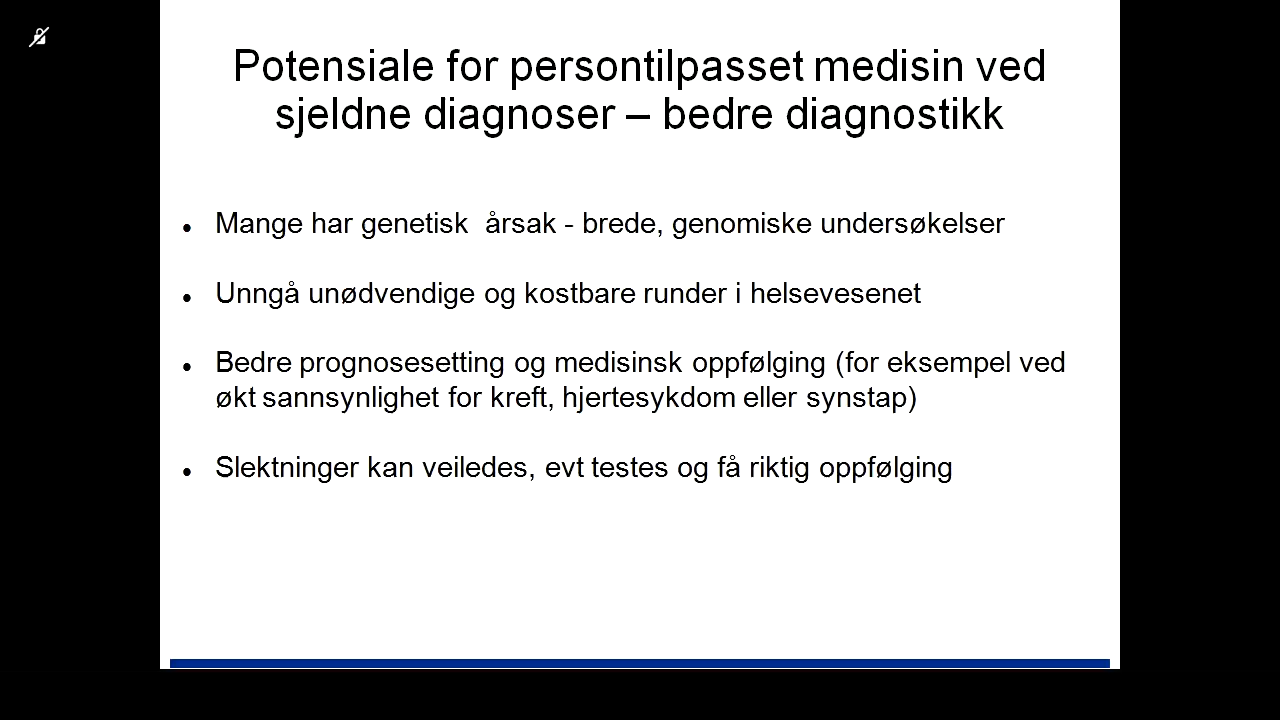 Potensiale for persontilpasset medisin ved
sjeldne diagnoser – bedre diagnostikk
Mange har genetisk  årsak - brede, genomiske undersøkelser
Unngå unødvendige og kostbare runder i helsevesenet
Bedre prognosesetting og medisinsk oppfølging (for eksempel ved
økt sannsynlighet for kreft, hjertesykdom eller synstap)
Slektninger kan veiledes, evt testes og få riktig oppfølging